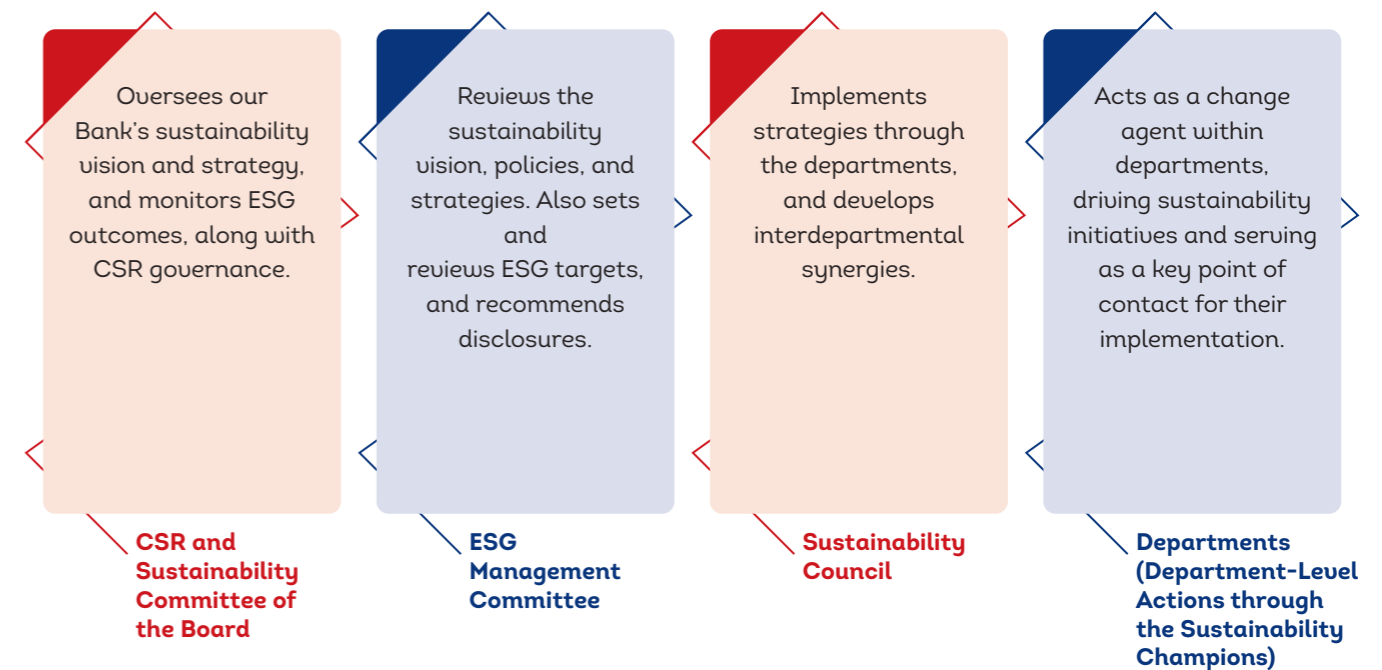 Oversees our
Bank's sustainability
vision and strategy,
and monitors ESG
outcomes, along with
CSR governance.
CSR and
Sustainability
Committee of
the Board
Reviews the
sustainability
vision, policies, and
strategies. Also sets
and
reviews ESG targets,
and recommends
disclosures.
ESG
Management
Committee
Implements
strategies through
the departments,
and develops
interdepartmental
synergies.
Sustainability
Council
Acts as a change
agent within
departments,
driving sustainability
initiatives and serving
as a key point of
contact for their
implementation.
Departments
(Department-Level
Actions through
the Sustainability
Champions)